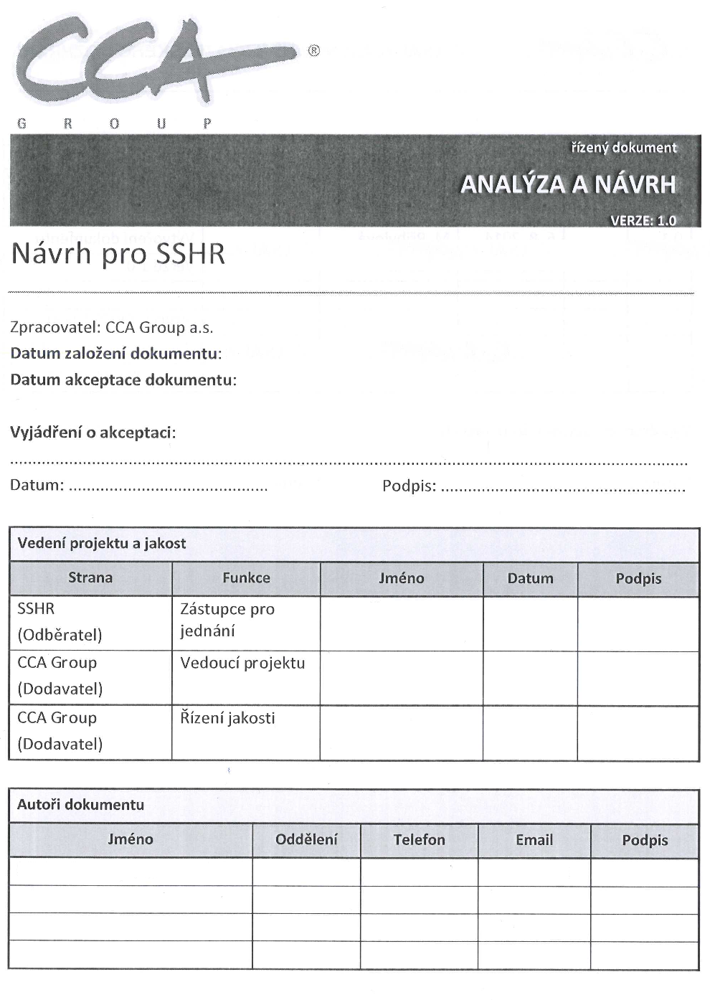 CCA ®
GROUP
řízený dokument
ANALÝZA A NÁVRH
VERZE: 1.0
Návrh pro SSHR
Zpracovatel: CCA Group a.s.
Datum založení dokumentu:
Datum akceptace dokumentu:
Vyjádření o akceptaci:
Datum: ............................................ Podpis: ......................................................
Vedení projektu a jakost
Strana Funkce Jméno Datum Podpis
SSHR Zástupce pro
(Odběratel) jednání
CCA Group Vedoucí projektu
(Dodavatel)
CCA Group Řízení jakosti
(Dodavatel)
Autoři dokumentu
Jméno Oddělení Telefon Email Podpis